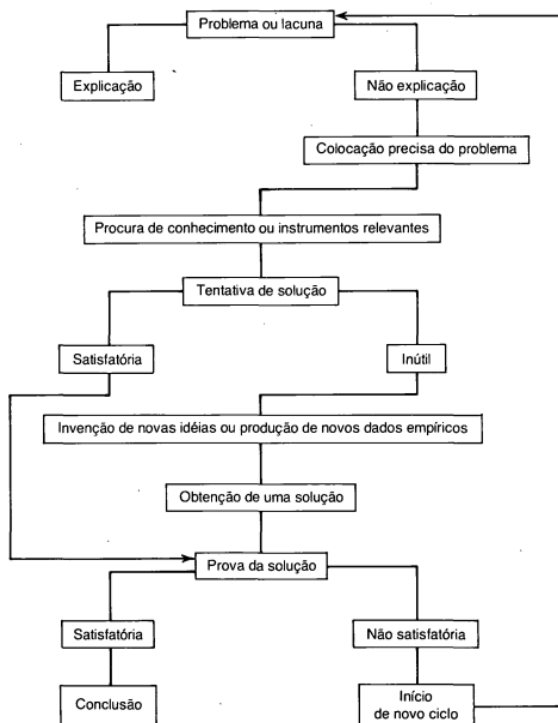 Problema ou lacuna
Explicação
Não explicação
Colocação precisa do problema
Procura de conhecimento ou instrumentos relevantes
Tentativa de solução
Satisfatória
Inútil
Invenção de novas idéias ou produção de novos dados empíricos
Obtenção de uma solução
Prova da solução
Satisfatória
Não satisfatória
Conclusão
Início
de novo ciclo